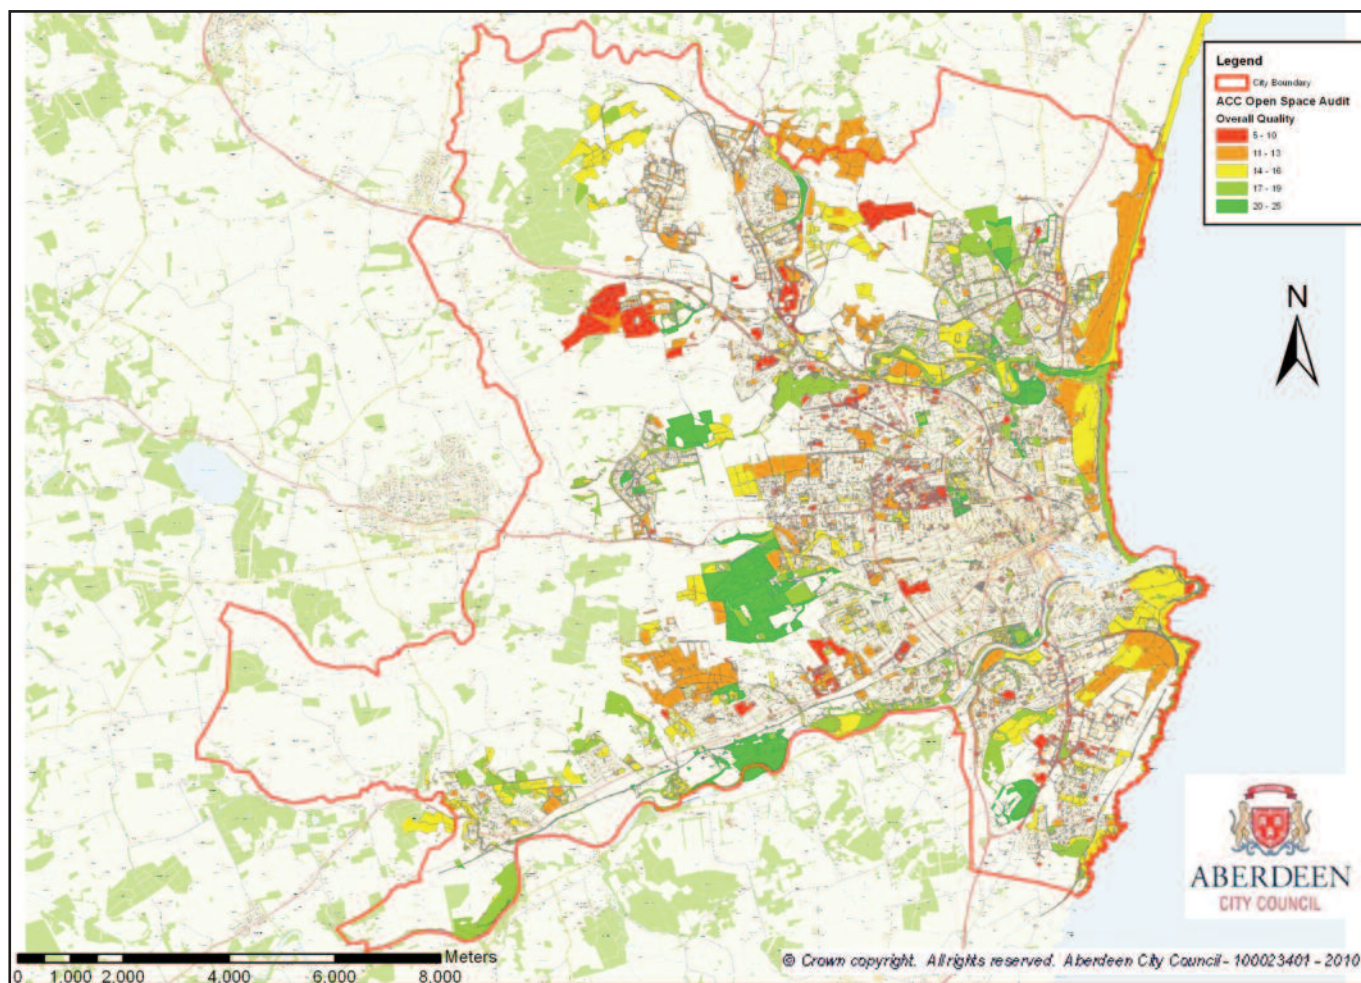 Legend
City Boundary
ACC Open Space Audit
Overall Quality
5 - 10
11 - 13
14 - 16
17 - 19
20 - 25
N
ABERDEEN
CITY COUNCIL
Meters
0 1,000 2,000 4,000 6,000 8,000
© Crown copyright. All rights reserved. Aberdeen City Council - 100023401 - 2010